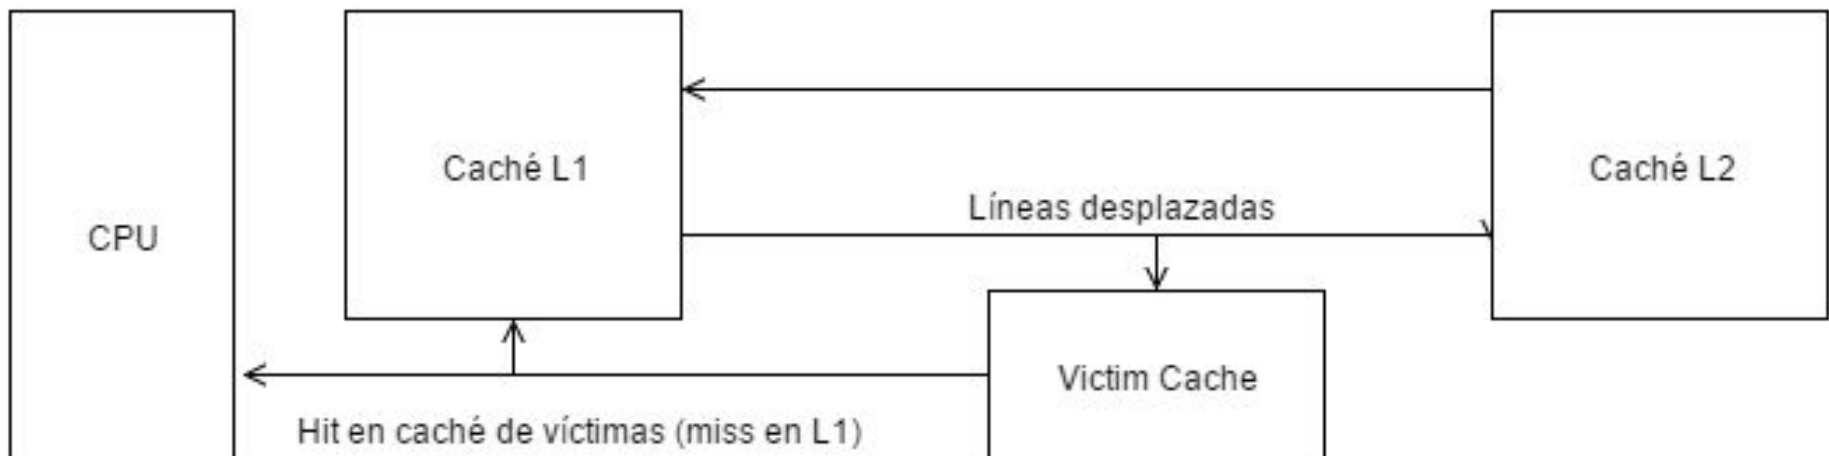 Caché L1
Caché L2
Líneas desplazadas
CPU
Victim Cache
Hit en caché de víctimas (miss en L1)